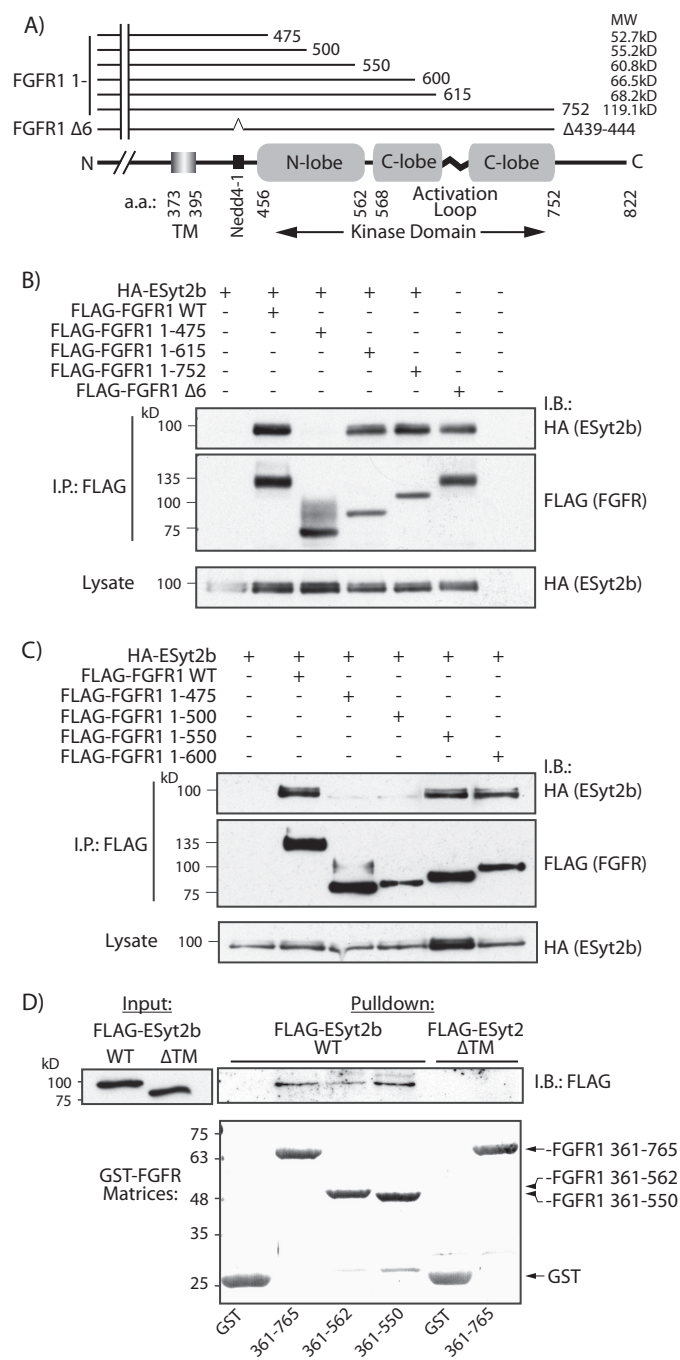 A)
MW
475 52.7kD
500 55.2kD
550 60.8kD
FGFR1 1- 600 66.5kD
615 68.2kD
752 119.1kD
FGFR1 Δ6 Δ439-444
N N-lobe C-lobe C-lobe C
a.a.: 373 395 Nedd4-1 456 562 568 Activation Loop 752 822
TM Kinase Domain
B)
HA-ESyt2b + + + + + - -
FLAG-FGFR1 WT - + - - - - -
FLAG-FGFR1 1-475 - - + - - - -
FLAG-FGFR1 1-615 - - - + - - -
FLAG-FGFR1 1-752 - - - - + - -
FLAG-FGFR1 Δ6 - - - - - + -
kD I.B.:
100 HA (ESyt2b)
I.P.: FLAG
135
100 FLAG (FGFR)
75
Lysate 100 HA (ESyt2b)
C)
HA-ESyt2b + + + + + +
FLAG-FGFR1 WT - + - - - -
FLAG-FGFR1 1-475 - - + - - -
FLAG-FGFR1 1-500 - - - + - -
FLAG-FGFR1 1-550 - - - - + -
FLAG-FGFR1 1-600 - - - - - +
kD I.B.:
100 HA (ESyt2b)
I.P.: FLAG
135
100 FLAG (FGFR)
75
Lysate 100 HA (ESyt2b)
D)
Input: Pulldown:
FLAG-ESyt2b FLAG-ESyt2b FLAG-ESyt2
WT ΔTM WT ΔTM
kD
100 I.B.: FLAG
75
75
63 -FGFR1 361-765
GST-FGFR
Matrices:
--FGFR1 361-562
48 -FGFR1 361-550
35
25 GST
GST 361-765 361-562 361-550 GST 361-765